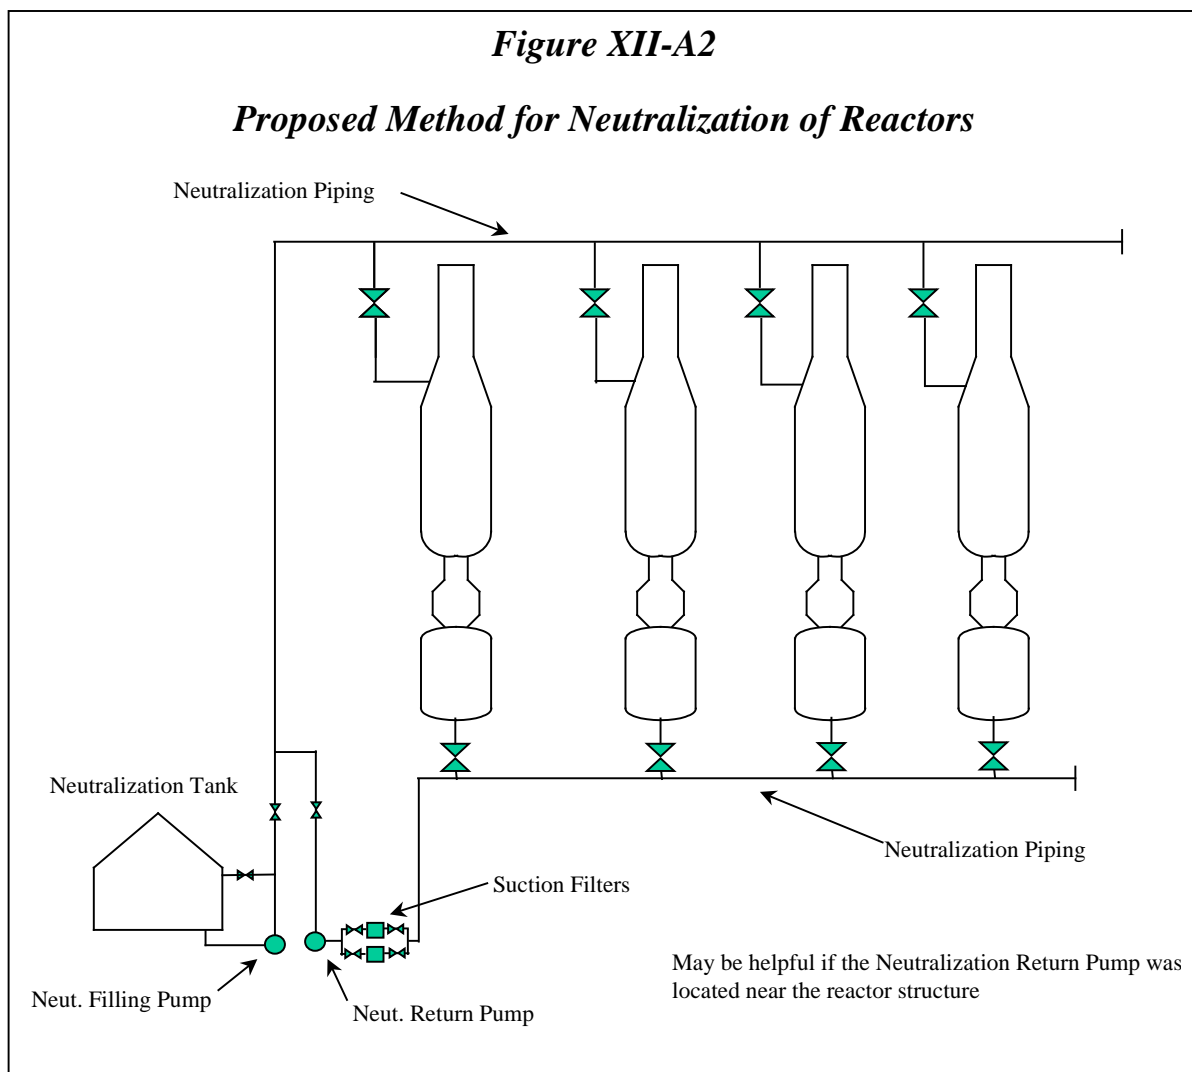 Figure XII-A2
Proposed Method for Neutralization of Reactors
Neutralization Piping
Neutralization Tank
Neutralization Piping
Suction Filters
May be helpful if the Neutralization Return Pump was
located near the reactor structure
Neut. Filling Pump
Neut. Return Pump